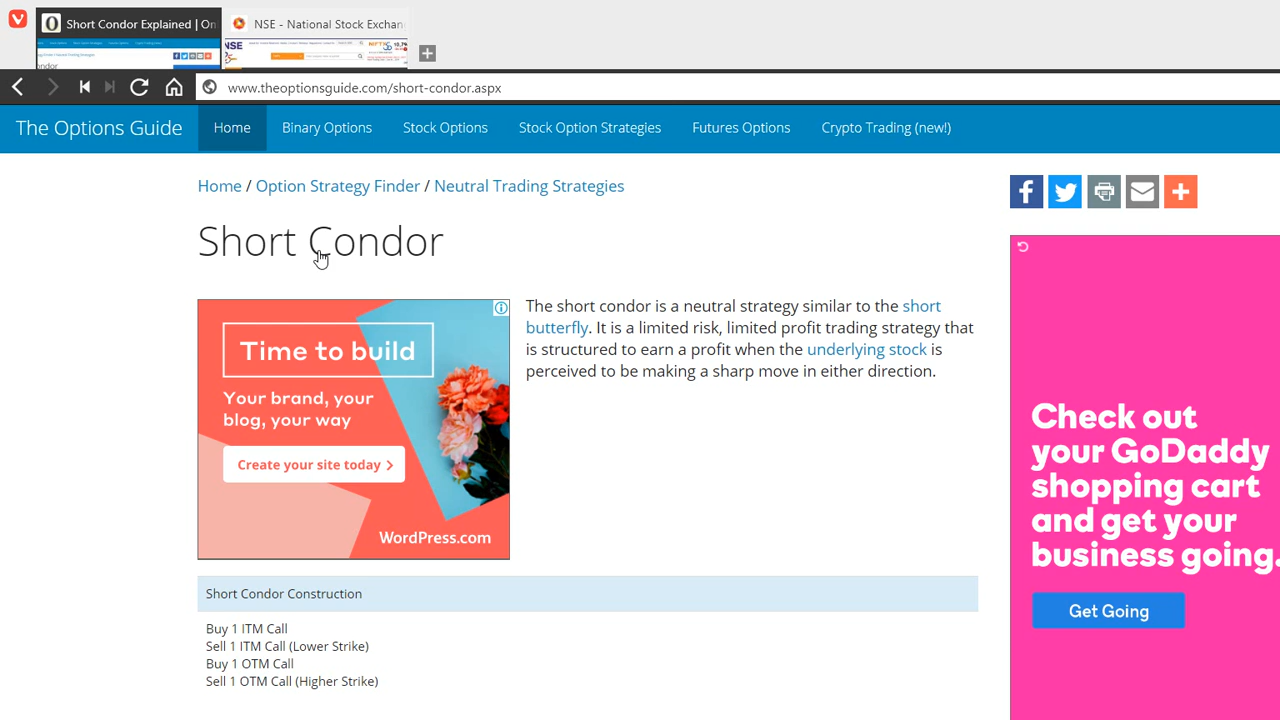 Short Condor Explained | On
NSE - National Stock Exchan
www.theoptionsguide.com/short-condor.aspx
The Options Guide
Home
Binary Options
Stock Options
Stock Option Strategies
Futures Options
Crypto Trading (new!)
Home / Option Strategy Finder / Neutral Trading Strategies
Short Condor
Time to build
Your brand, your
blog, your way
Create your site today
WordPress.com
The short condor is a neutral strategy similar to the short
butterfly. It is a limited risk, limited profit trading strategy that
is structured to earn a profit when the underlying stock is
perceived to be making a sharp move in either direction.
Short Condor Construction
Buy 1 ITM Call
Sell 1 ITM Call (Lower Strike)
Buy 1 OTM Call
Sell 1 OTM Call (Higher Strike)
Check out
your GoDaddy
shopping cart
and get your
business going.
Get Going